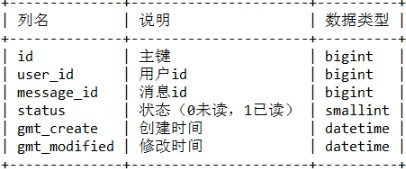 | 列名 | 说明 | 数据类型 |
| id | 主键 | bigint |
| user_id | 用户id | bigint |
| message_id | 消息id | bigint |
| status | 状态（0未读，1已读） | smallint |
| gmt_create | 创建时间 | datetime |
| gmt_modified | 修改时间 | datetime |